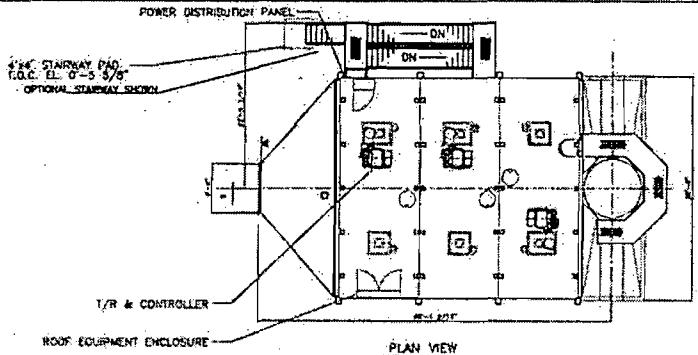 POWER DISTRIBUTION PANEL
DN
DN
4'x4' STAIRWAY PAD
T.O.C. EL. 0'-5 5/8"
OPTIONAL STAIRWAY SHOWN
T/R & CONTROLLER
ROOF EQUIPMENT ENCLOSURE
PLAN VIEW